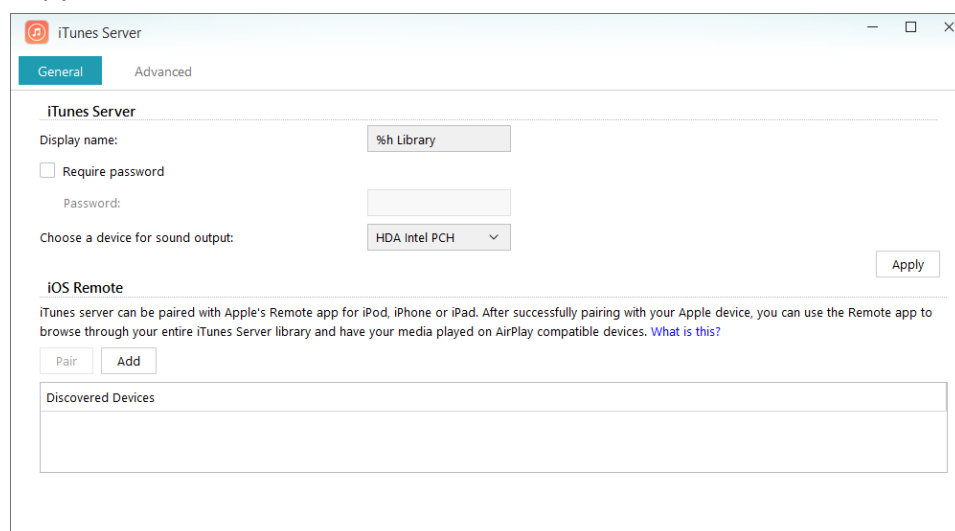 iTunes Server
General Advanced
iTunes Server
Display name: %h Library
Require password
Password:
Choose a device for sound output: HDA Intel PCH
Apply
iOS Remote
iTunes server can be paired with Apple's Remote app for iPod, iPhone or iPad. After successfully pairing with your Apple device, you can use the Remote app to
browse through your entire iTunes Server library and have your media played on AirPlay compatible devices. What is this?
Pair Add
Discovered Devices